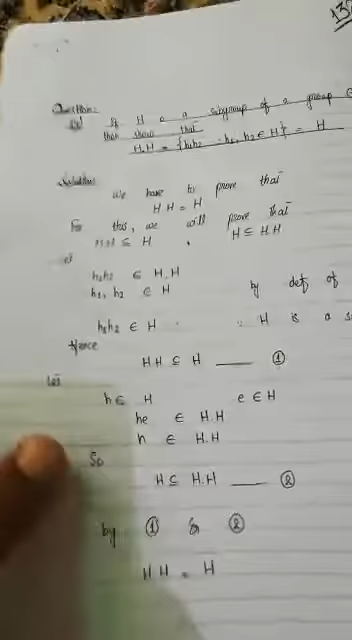 132
Question:
If H is a subgroup of a group G
then show that
H.H = {h1h2 : h1, h2 ∈ H} = H
Solution
we have to prove that
HH = H
For this, we will prove that
HH ⊆ H , H ⊆ HH
h1h2 ∈ H.H
h1, h2 ∈ H by def of
h1h2 ∈ H ∵ H is a
Hence
HH ⊆ H —— ①
Let
h ∈ H e ∈ H
he ∈ H.H
h ∈ H.H
So
H ⊆ H.H —— ②
by ① & ②
HH = H